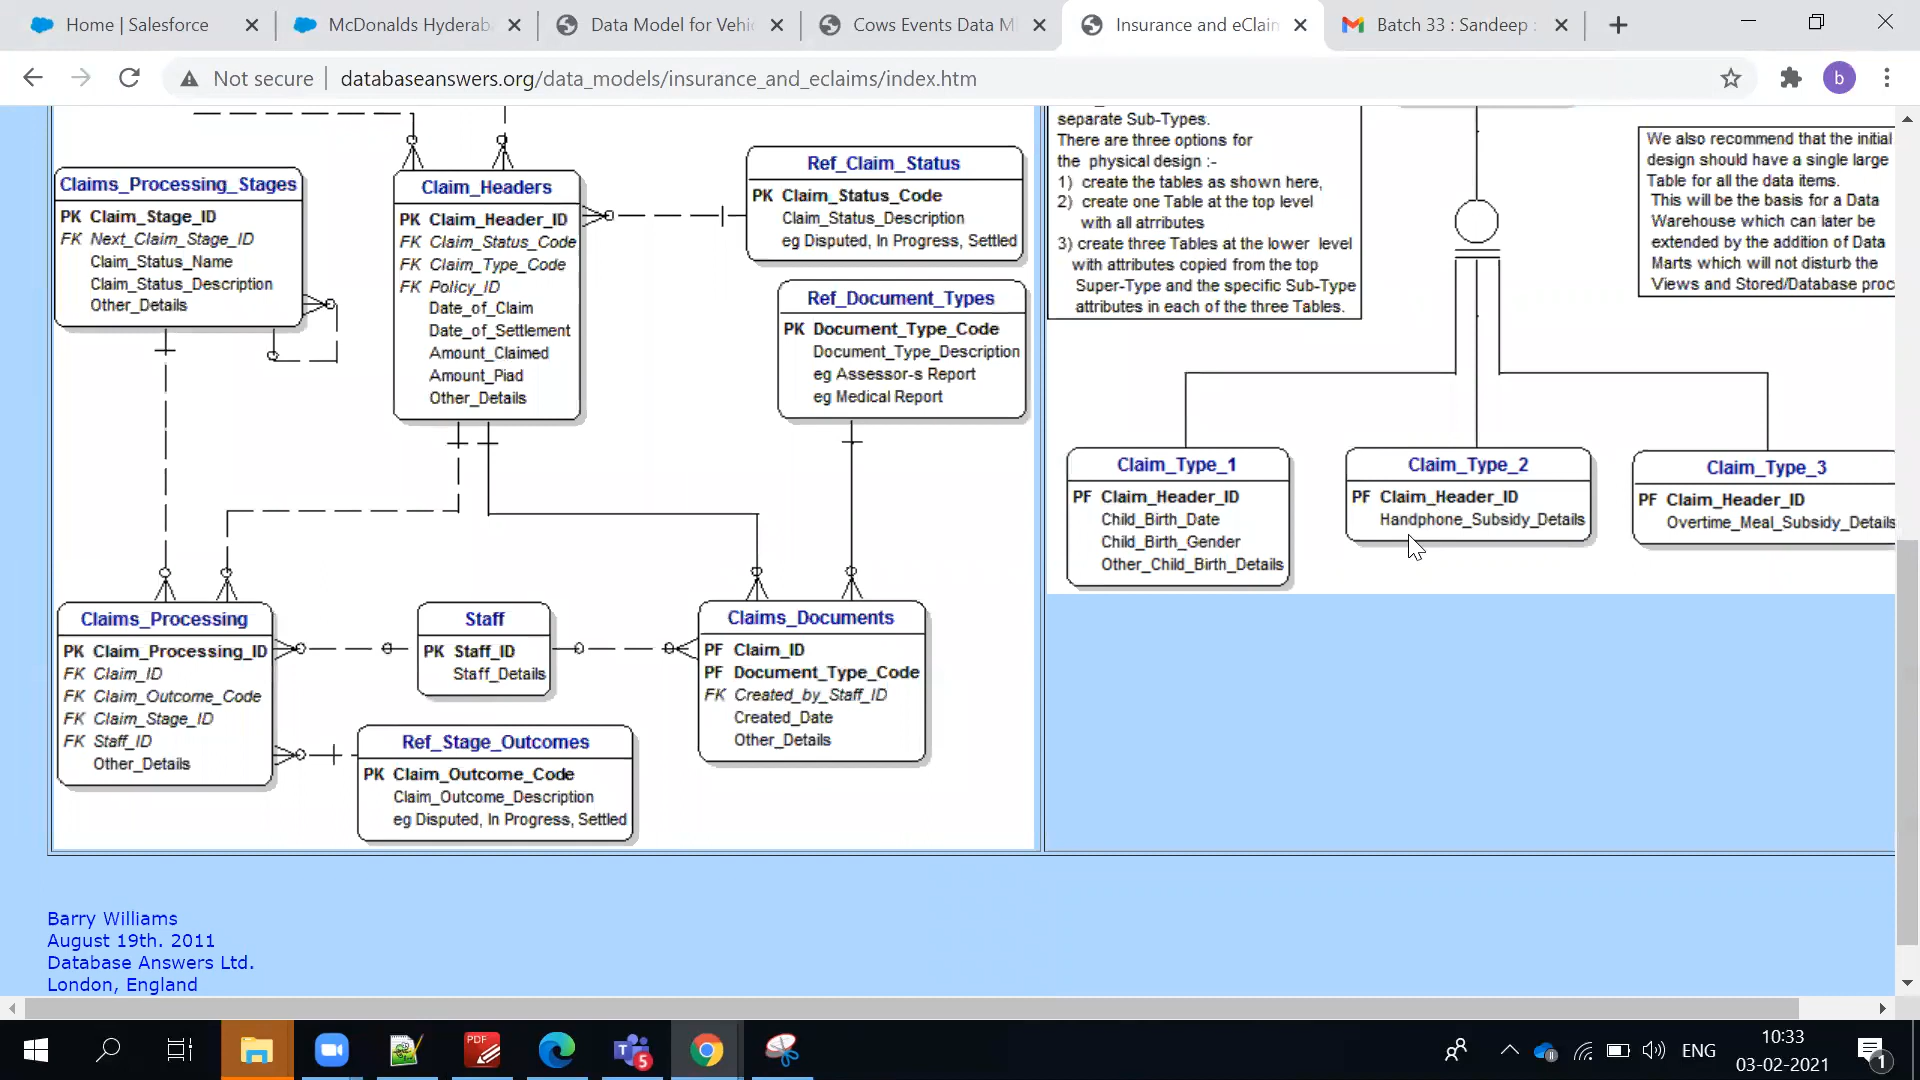 Home | Salesforce
McDonalds Hyderab
Data Model for Vehi
Cows Events Data M
Insurance and eClain
Batch 33 : Sandeep :
Not secure | databaseanswers.org/data_models/insurance_and_eclaims/index.htm
b
Claims_Processing_Stages
PK Claim_Stage_ID
FK Next_Claim_Stage_ID
Claim_Status_Name
Claim_Status_Description
Other_Details
Claim_Headers
PK Claim_Header_ID
FK Claim_Status_Code
FK Claim_Type_Code
FK Policy_ID
Date_of_Claim
Date_of_Settlement
Amount_Claimed
Amount_Piad
Other_Details
Ref_Claim_Status
PK Claim_Status_Code
Claim_Status_Description
eg Disputed, In Progress, Settled
Ref_Document_Types
PK Document_Type_Code
Document_Type_Description
eg Assessor-s Report
eg Medical Report
Claims_Processing
PK Claim_Processing_ID
FK Claim_ID
FK Claim_Outcome_Code
FK Claim_Stage_ID
FK Staff_ID
Other_Details
Staff
PK Staff_ID
Staff_Details
Claims_Documents
PF Claim_ID
PF Document_Type_Code
FK Created_by_Staff_ID
Created_Date
Other_Details
Ref_Stage_Outcomes
PK Claim_Outcome_Code
Claim_Outcome_Description
eg Disputed, In Progress, Settled
separate Sub-Types.
There are three options for
the physical design :-
1) create the tables as shown here,
2) create one Table at the top level
with all atrributes
3) create three Tables at the lower level
with attributes copied from the top
Super-Type and the specific Sub-Type
attributes in each of the three Tables.
We also recommend that the initial
design should have a single large
Table for all the data items.
This will be the basis for a Data
Warehouse which can later be
extended by the addition of Data
Marts which will not disturb the
Views and Stored/Database proc
Claim_Type_1
PF Claim_Header_ID
Child_Birth_Date
Child_Birth_Gender
Other_Child_Birth_Details
Claim_Type_2
PF Claim_Header_ID
Handphone_Subsidy_Details
Claim_Type_3
PF Claim_Header_ID
Overtime_Meal_Subsidy_Details
Barry Williams
August 19th. 2011
Database Answers Ltd.
London, England
PDF
5
ENG
10:33
03-02-2021
1